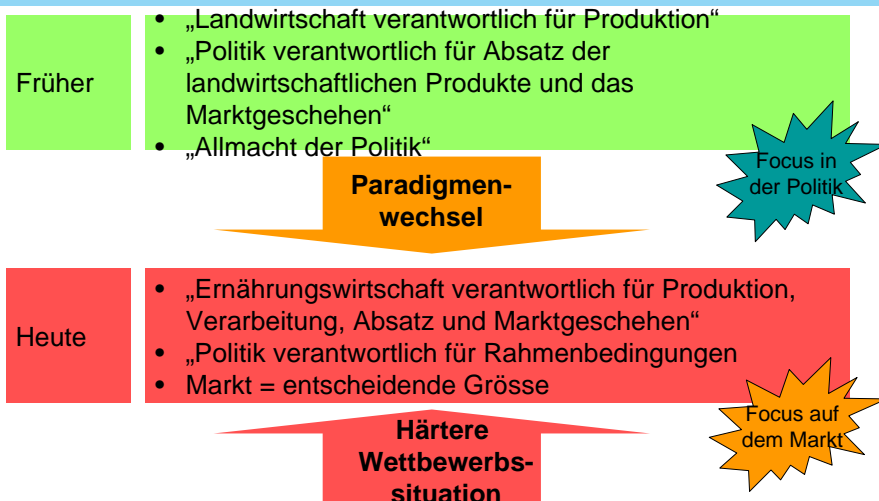 • „Landwirtschaft verantwortlich für Produktion“
Früher
• „Politik verantwortlich für Absatz der
landwirtschaftlichen Produkte und das
Marktgeschehen“
• „Allmacht der Politik“
Focus in
der Politik
Paradigmen-
wechsel
Heute
• „Ernährungswirtschaft verantwortlich für Produktion,
Verarbeitung, Absatz und Marktgeschehen“
• „Politik verantwortlich für Rahmenbedingungen
• Markt = entscheidende Grösse
Focus auf
dem Markt
Härtere
Wettbewerbs-
situation